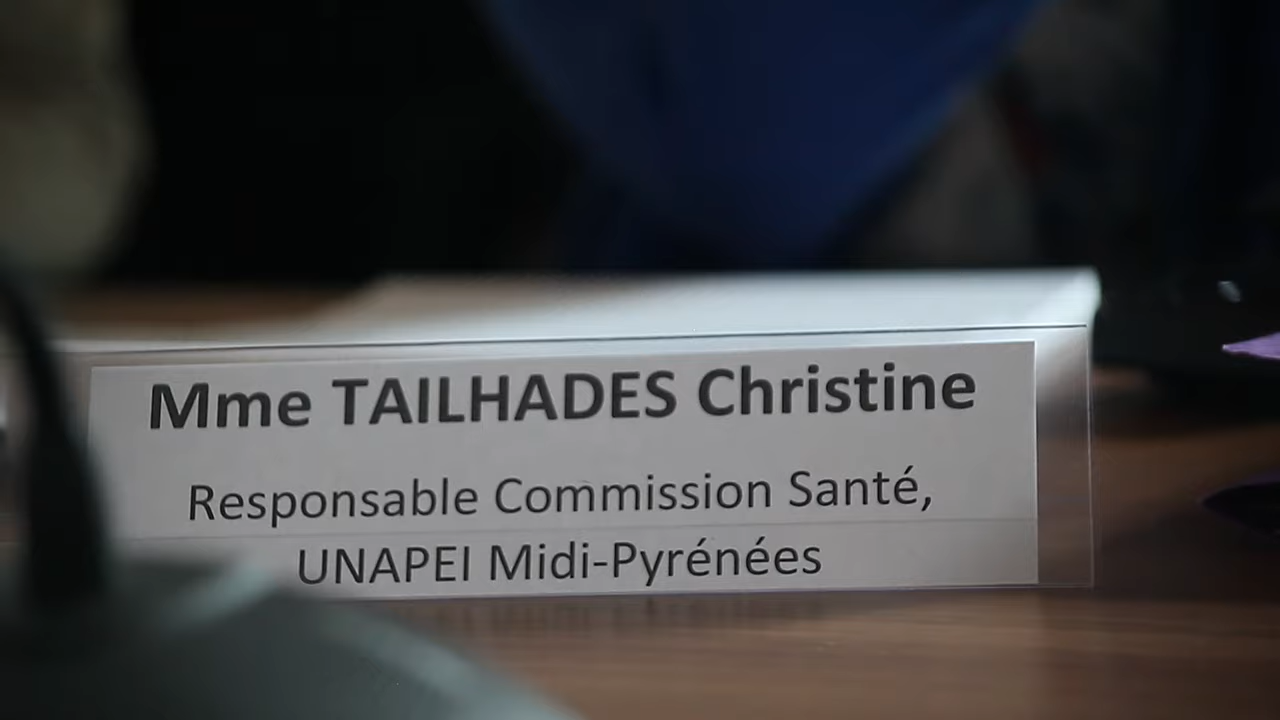 Mme TAILHADES Christine
Responsable Commission Santé,
UNAPEI Midi-Pyrénées